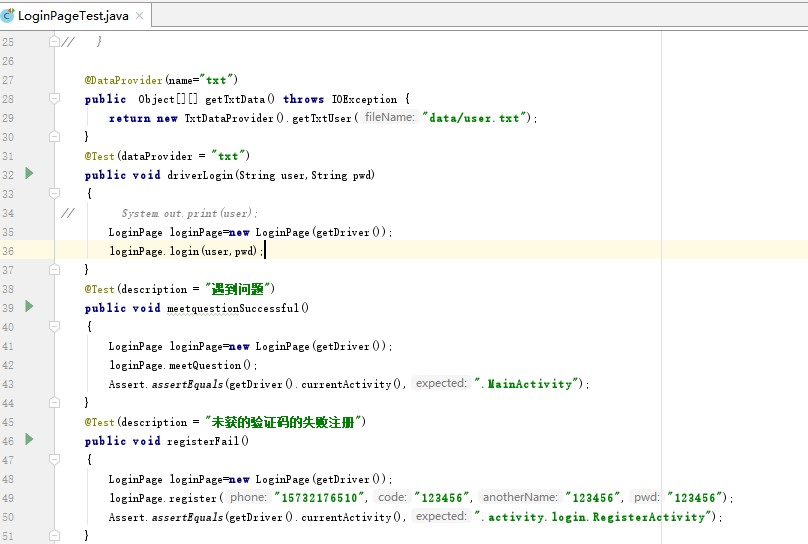 LoginPageTest.java
25 // }
26
27 @DataProvider(name="txt")
28 public Object[][] getTxtData() throws IOException {
29 return new TxtDataProvider().getTxtUser( fileName: "data/user.txt");
30 }
31 @Test(dataProvider = "txt")
32 public void driverLogin(String user,String pwd)
33 {
34 // System.out.print(user);
35 LoginPage loginPage=new LoginPage(getDriver());
36 loginPage.login(user,pwd);
37 }
38 @Test(description = "遇到问题")
39 public void meetquestionSuccessful()
40 {
41 LoginPage loginPage=new LoginPage(getDriver());
42 loginPage.meetQuestion();
43 Assert.assertEquals(getDriver().currentActivity(), expected: ".MainActivity");
44 }
45 @Test(description = "未获的验证码的失败注册")
46 public void registerFail()
47 {
48 LoginPage loginPage=new LoginPage(getDriver());
49 loginPage.register( phone: "15732176510", code: "123456", anotherName: "123456", pwd: "123456");
50 Assert.assertEquals(getDriver().currentActivity(), expected: ".activity.login.RegisterActivity");
51 }